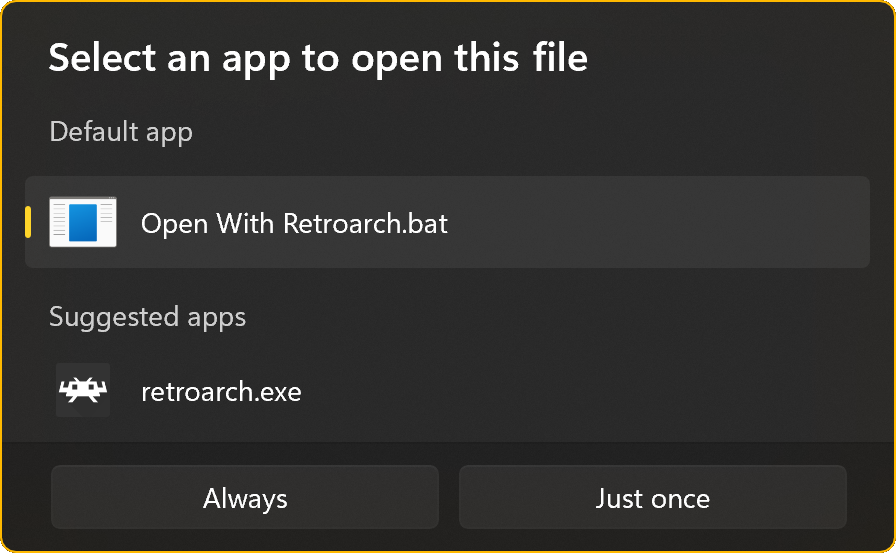 Select an app to open this file
Default app
Open With Retroarch.bat
Suggested apps
retroarch.exe
Always
Just once